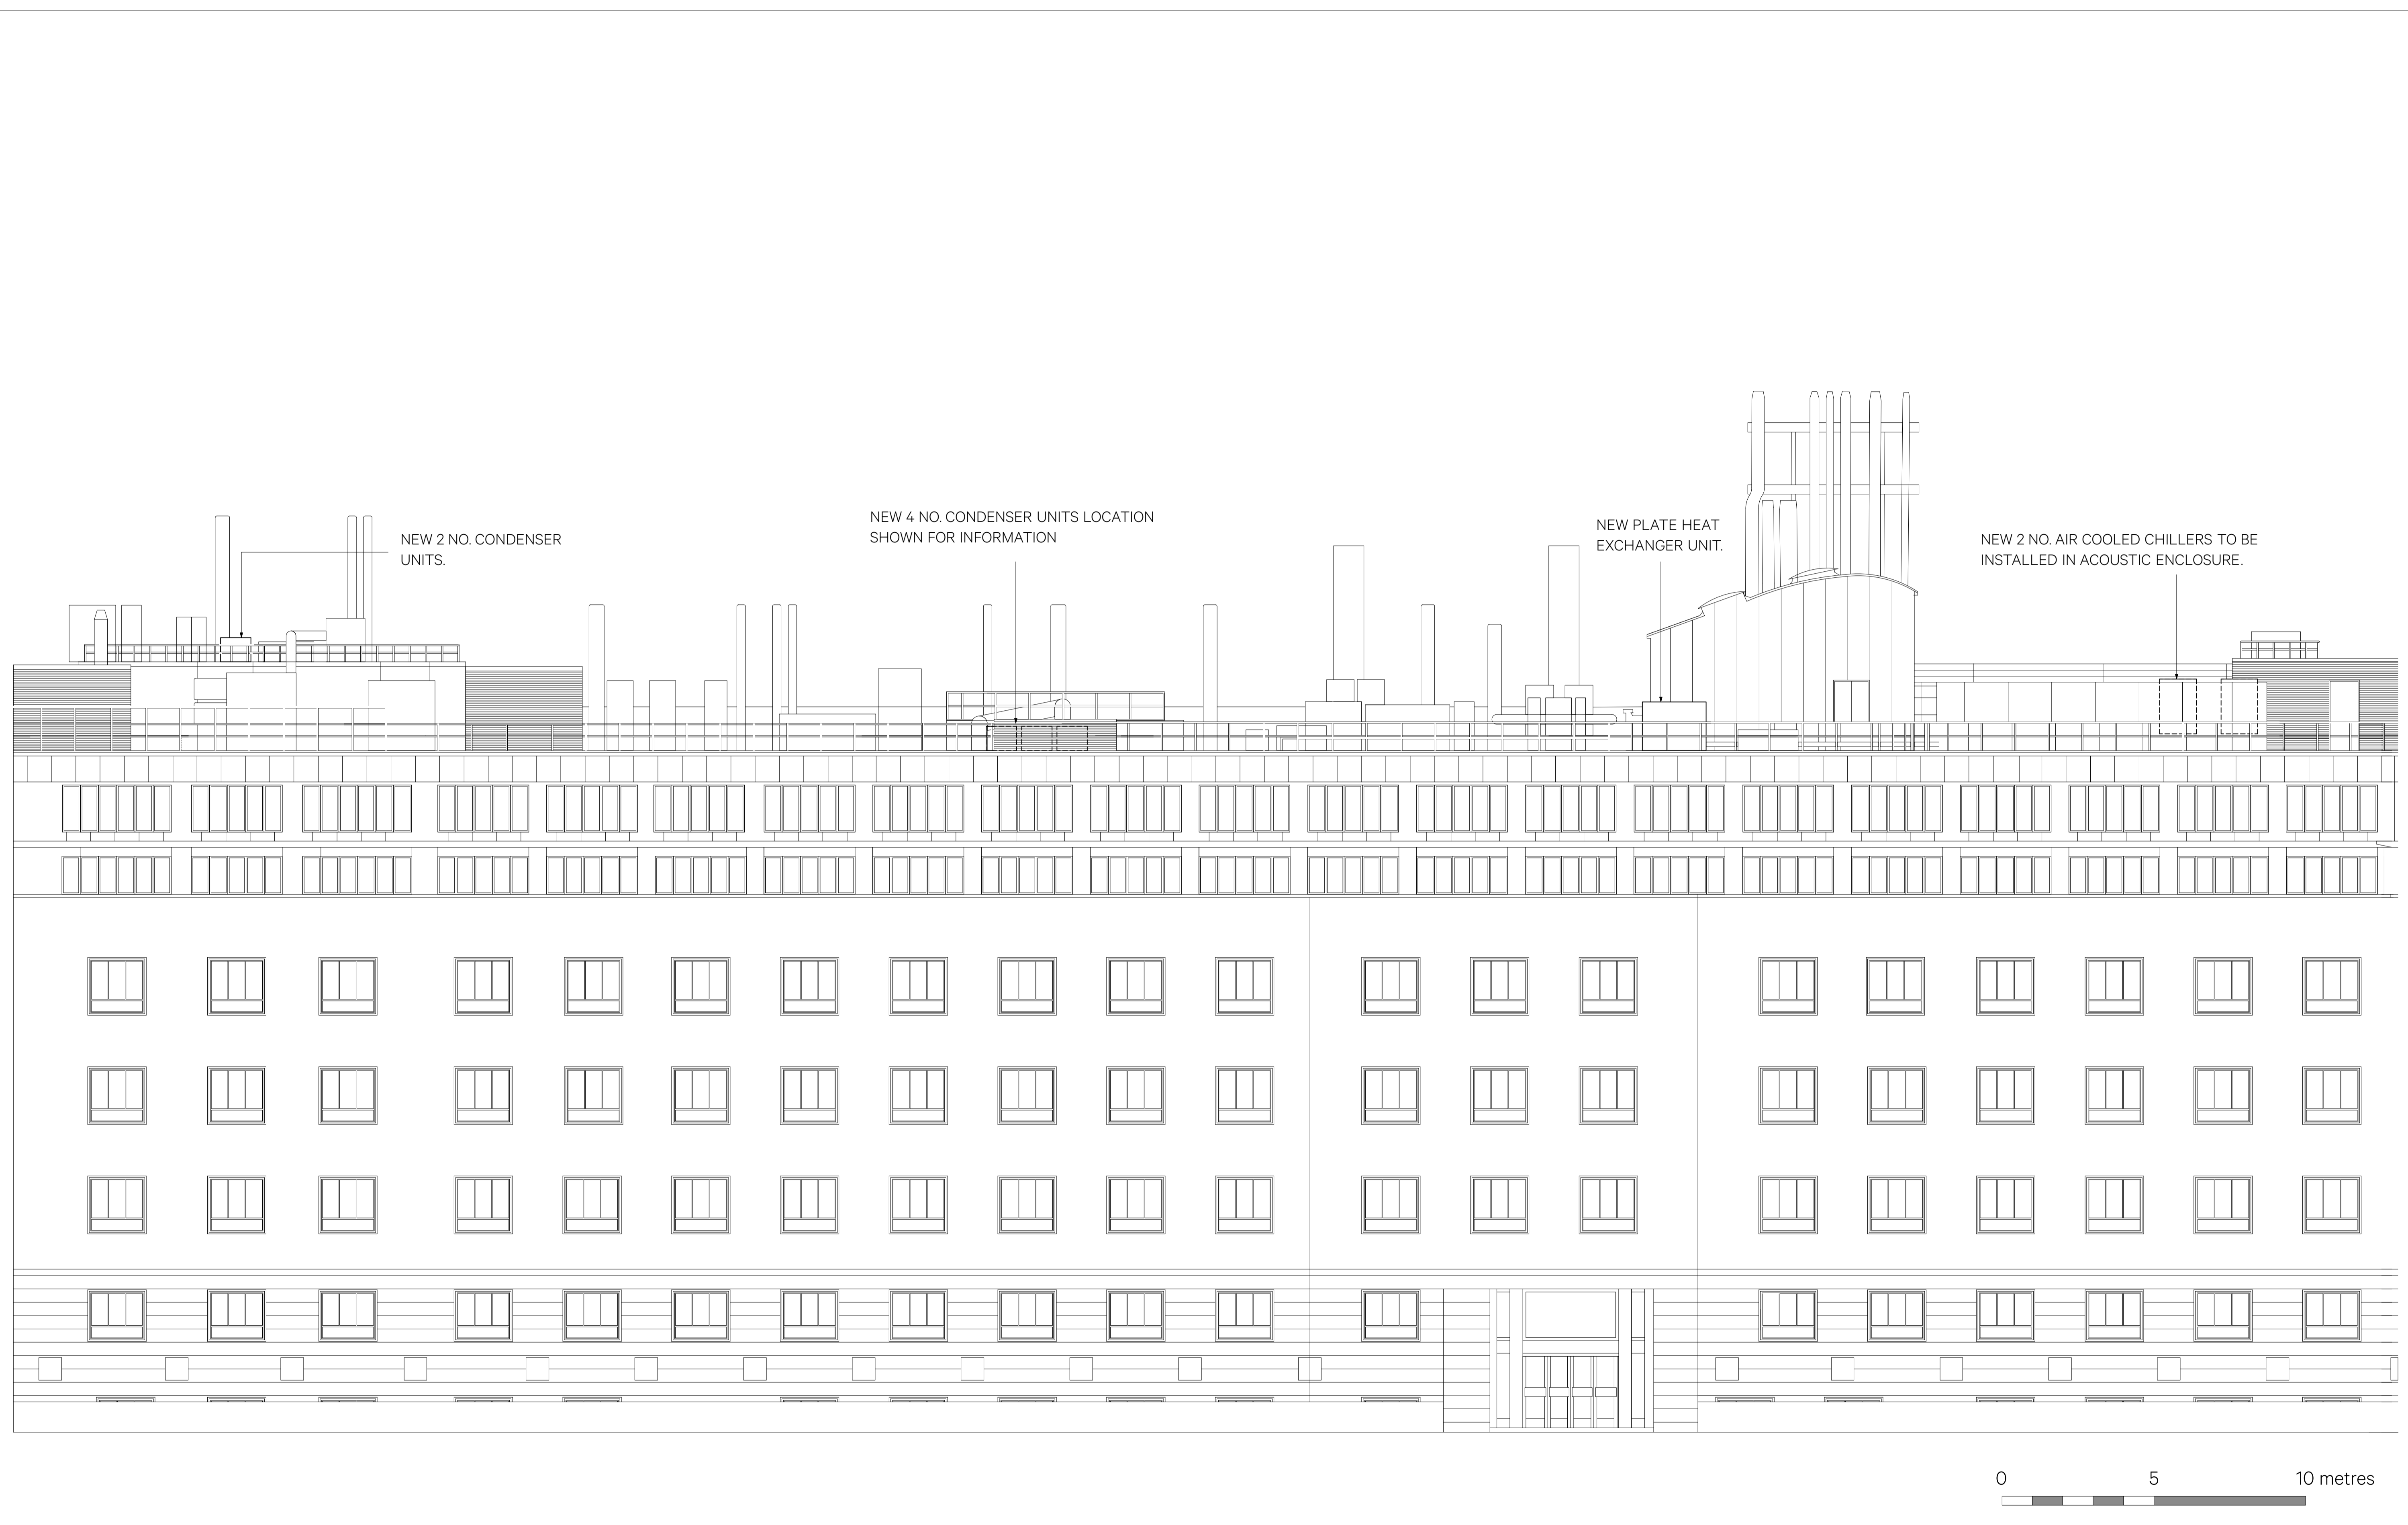 NEW 2 NO. CONDENSER
UNITS.
NEW 4 NO. CONDENSER UNITS LOCATION
SHOWN FOR INFORMATION
NEW PLATE HEAT
EXCHANGER UNIT.
NEW 2 NO. AIR COOLED CHILLERS TO BE
INSTALLED IN ACOUSTIC ENCLOSURE.
0 5 10 metres